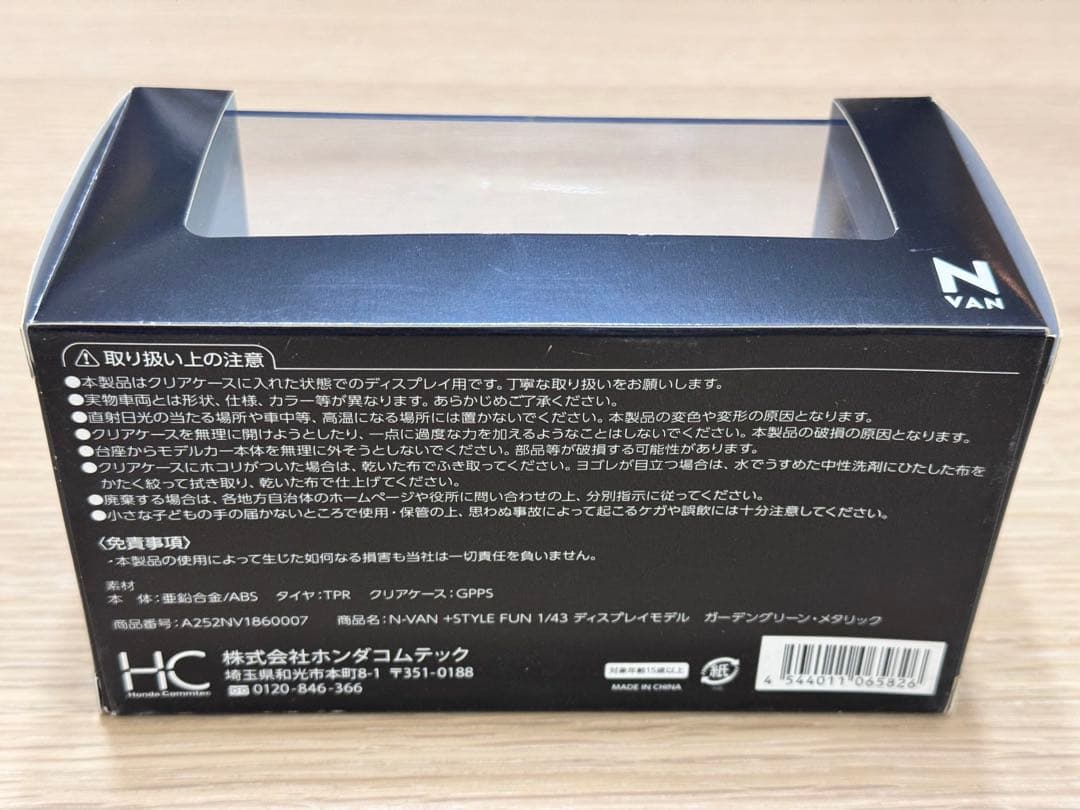 N
VAN
取り扱い上の注意
●本製品はクリアケースに入れた状態でのディスプレイ用です。丁寧な取り扱いをお願いします。
●実物車両とは形状、仕様、カラー等が異なります。あらかじめご了承ください。
●直射日光の当たる場所や車中等、高温になる場所には置かないでください。本製品の変色や変形の原因となります。
●クリアケースを無理に開けようとしたり、一点に過度な力を加えるようなことはしないでください。本製品の破損の原因となります。
●台座からモデルカー本体を無理に外そうとしないでください。部品等が破損する可能性があります。
●クリアケースにホコリがついた場合は、乾いた布でふき取ってください。ヨゴレが目立つ場合は、水でうすめた中性洗剤にひたした布を
かたく絞って拭き取り、乾いた布で仕上げてください。
●廃棄する場合は、各地方自治体のホームページや役所に問い合わせの上、分別指示に従ってください。
●小さな子どもの手の届かないところで使用・保管の上、思わぬ事故によって起こるケガや誤飲には十分注意してください。
〈免責事項〉
・本製品の使用によって生じた如何なる損害も当社は一切責任を負いません。
素材
本 体：亜鉛合金/ABS タイヤ：TPR クリアケース：GPPS
商品番号：A252NV1860007 商品名：N-VAN +STYLE FUN 1/43 ディスプレイモデル ガーデングリーン・メタリック
HC
Honda Commtec
株式会社ホンダコムテック
埼玉県和光市本町8-1 〒351-0188
0120-846-366
対象年齢15歳以上
MADE IN CHINA
紙
4 544011 065826